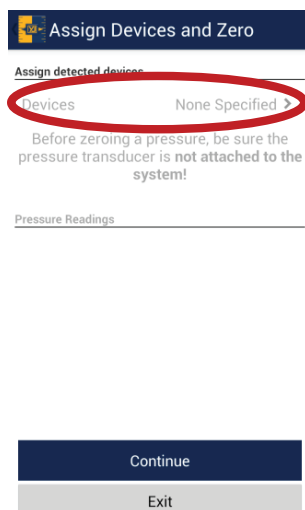 Assign Devices and Zero
Assign detected devices
Devices None Specified >
Before zeroing a pressure, be sure the
pressure transducer is not attached to the
system!
Pressure Readings
Continue
Exit